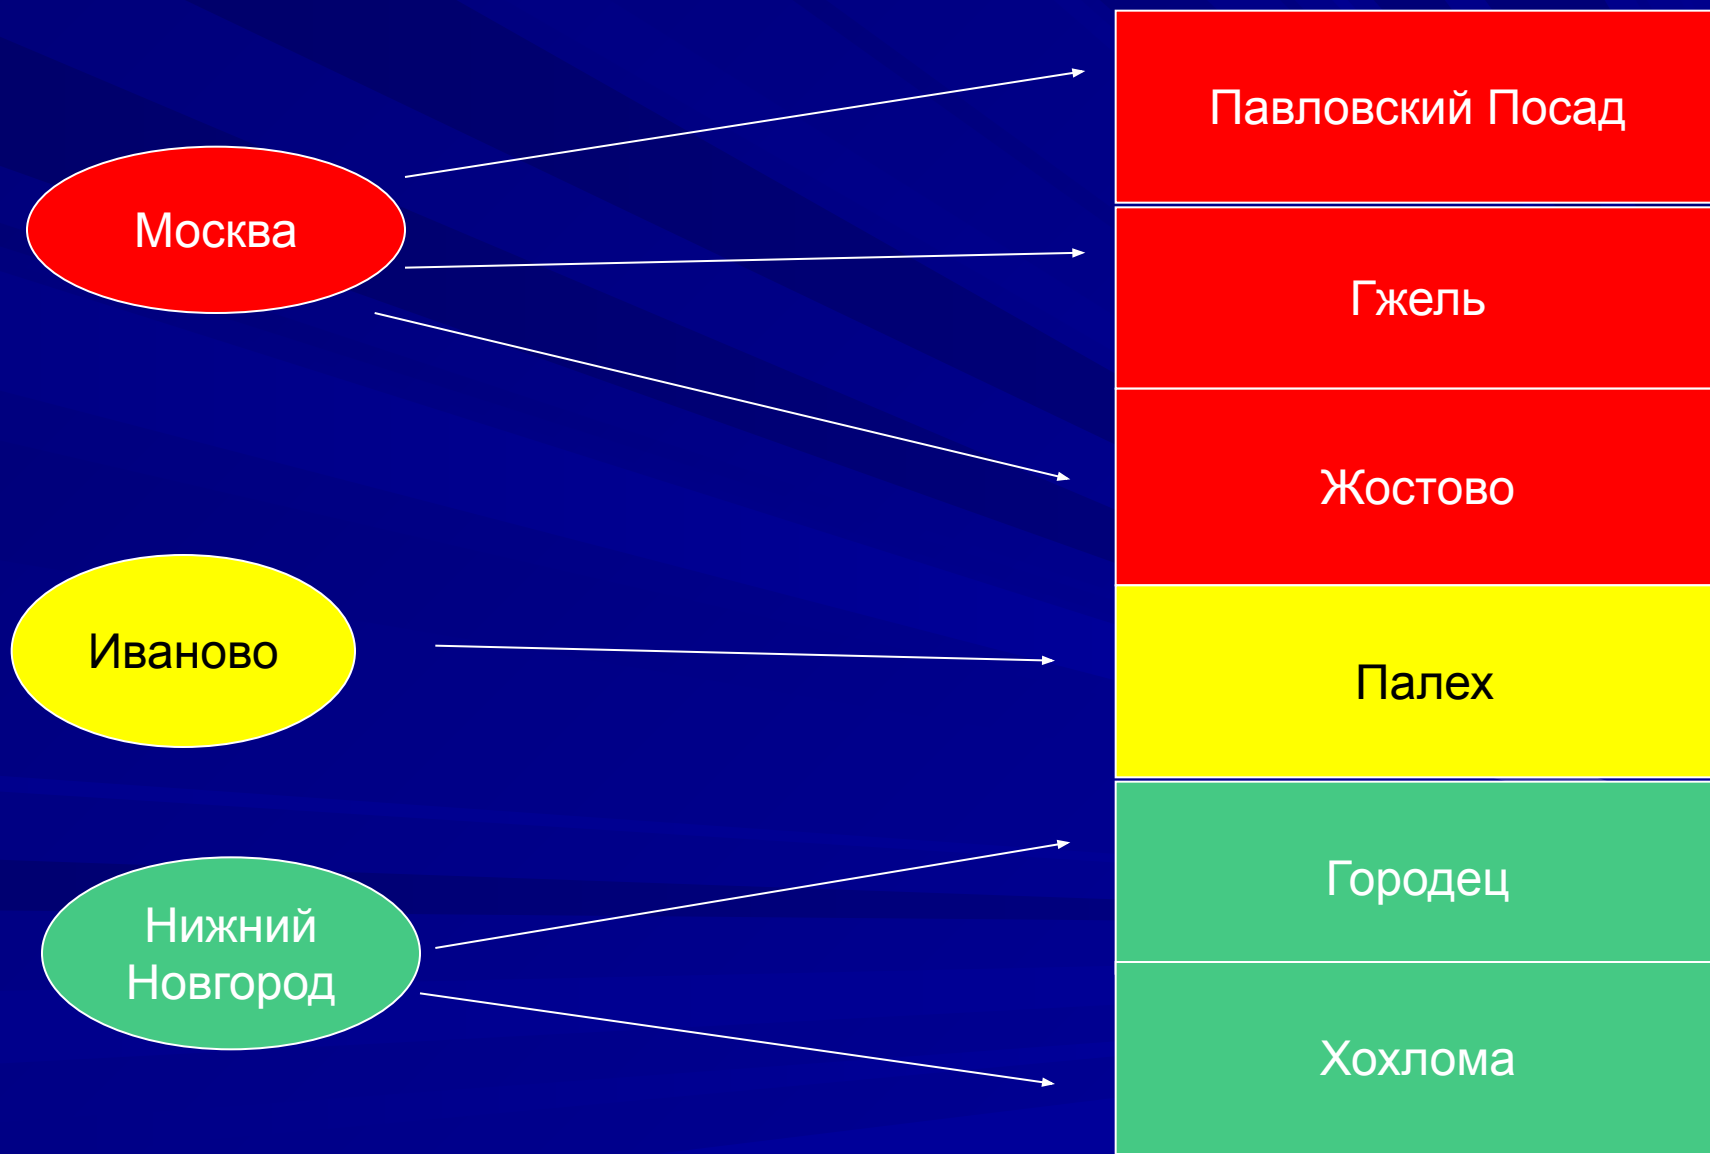 Павловский Посад
Москва
Гжель
Жостово
Иваново
Палех
Нижний
Новгород
Городец
Хохлома